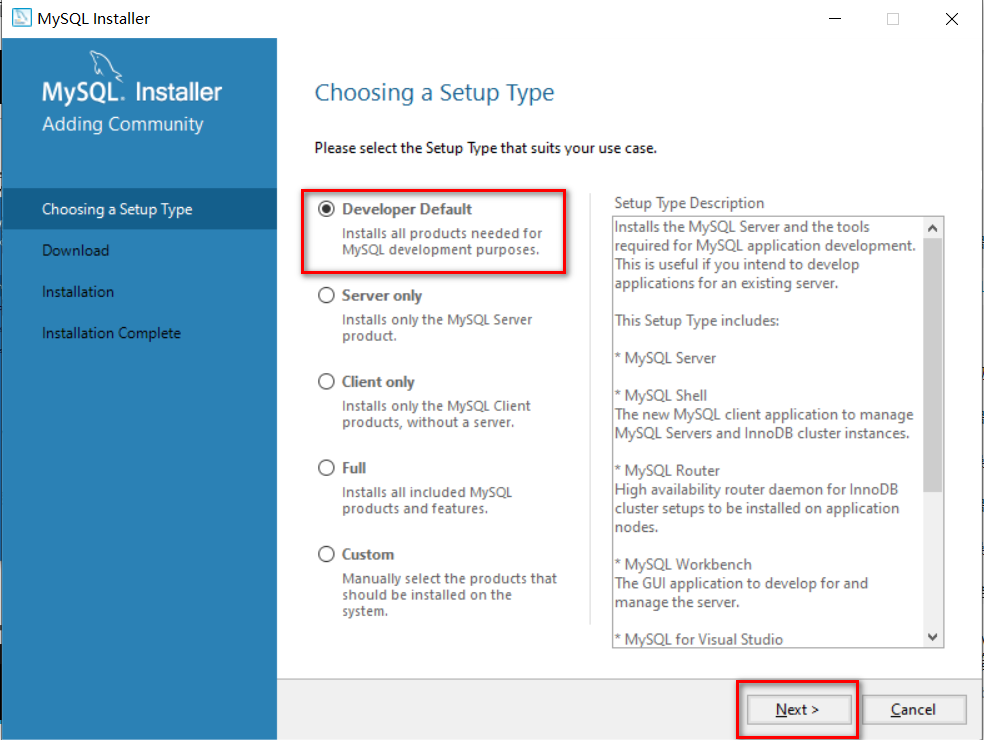 MySQL Installer
MySQL. Installer
Adding Community
Choosing a Setup Type
Download
Installation
Installation Complete
Choosing a Setup Type
Please select the Setup Type that suits your use case.
Developer Default
Installs all products needed for
MySQL development purposes.
Server only
Installs only the MySQL Server
product.
Client only
Installs only the MySQL Client
products, without a server.
Full
Installs all included MySQL
products and features.
Custom
Manually select the products that
should be installed on the
system.
Setup Type Description
Installs the MySQL Server and the tools
required for MySQL application development.
This is useful if you intend to develop
applications for an existing server.
This Setup Type includes:
* MySQL Server
* MySQL Shell
The new MySQL client application to manage
MySQL Servers and InnoDB cluster instances.
* MySQL Router
High availability router daemon for InnoDB
cluster setups to be installed on application
nodes.
* MySQL Workbench
The GUI application to develop for and
manage the server.
* MySQL for Visual Studio
Next >
Cancel